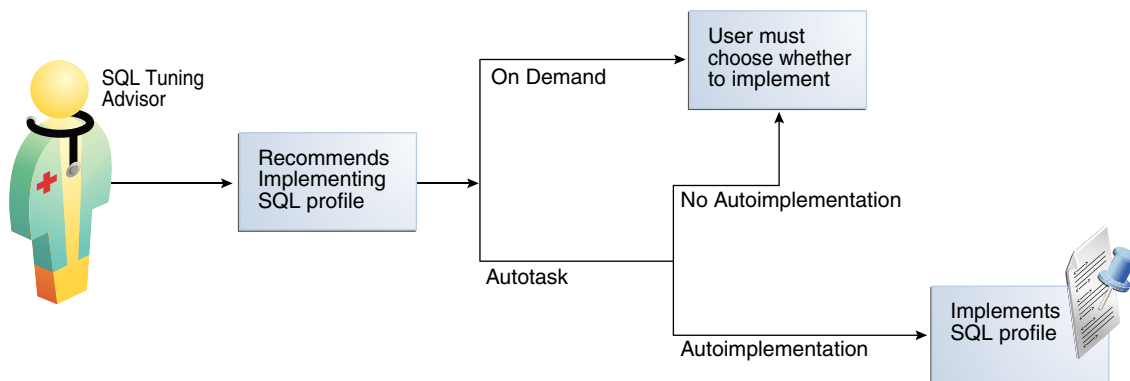 SQL Tuning
Advisor
Recommends
Implementing
SQL profile
On Demand
User must
choose whether
to implement
No Autoimplementation
Autotask
Autoimplementation
Implements
SQL profile